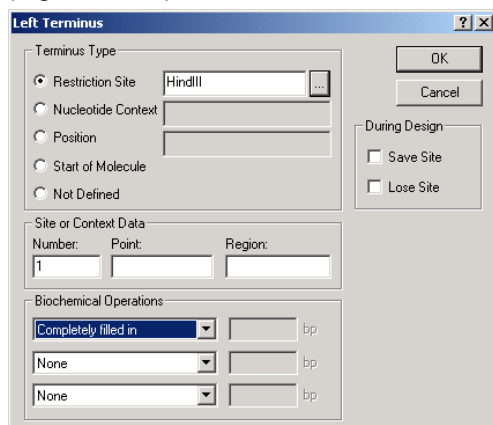 Left Terminus
Terminus Type
Restriction Site HindIII ...
Nucleotide Context
Position
Start of Molecule
Not Defined
OK
Cancel
During Design
Save Site
Lose Site
Site or Context Data
Number: Point: Region:
1
Biochemical Operations
Completely filled in bp
None bp
None bp